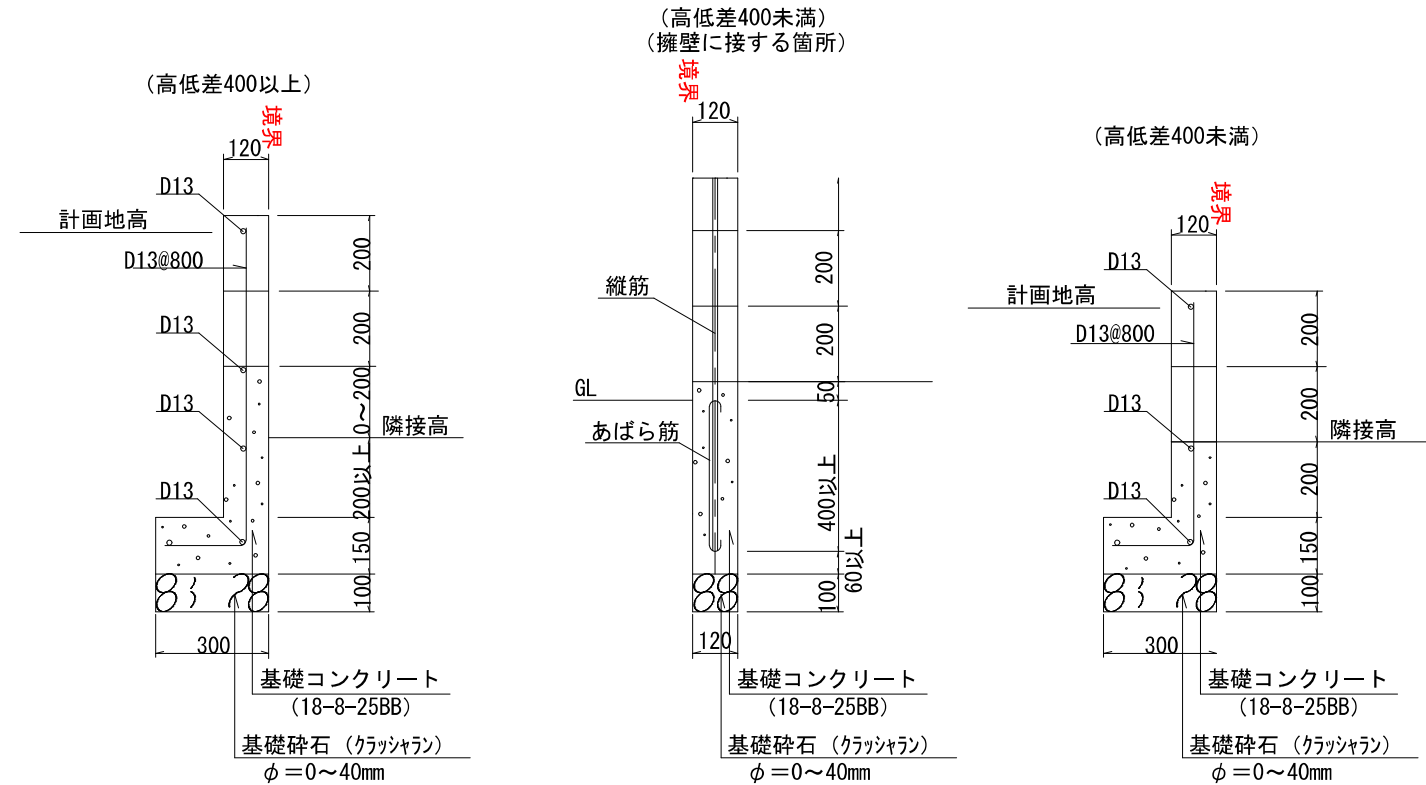 (高低差400以上)
境界
120
D13
計画地高
D13@800
D13
D13
D13
200
200
0～200
200以上
150
100
隣接高
300
基礎コンクリート
(18-8-25BB)
基礎砕石 (クラッシャラン)
φ＝0～40mm
(高低差400未満)
(擁壁に接する箇所)
境界
120
縦筋
GL
あばら筋
200
200
50
400以上
60以上
100
120
基礎コンクリート
(18-8-25BB)
基礎砕石 (クラッシャラン)
φ＝0～40mm
(高低差400未満)
境界
120
D13
計画地高
D13@800
D13
D13
200
200
200
150
100
隣接高
300
基礎コンクリート
(18-8-25BB)
基礎砕石 (クラッシャラン)
φ＝0～40mm